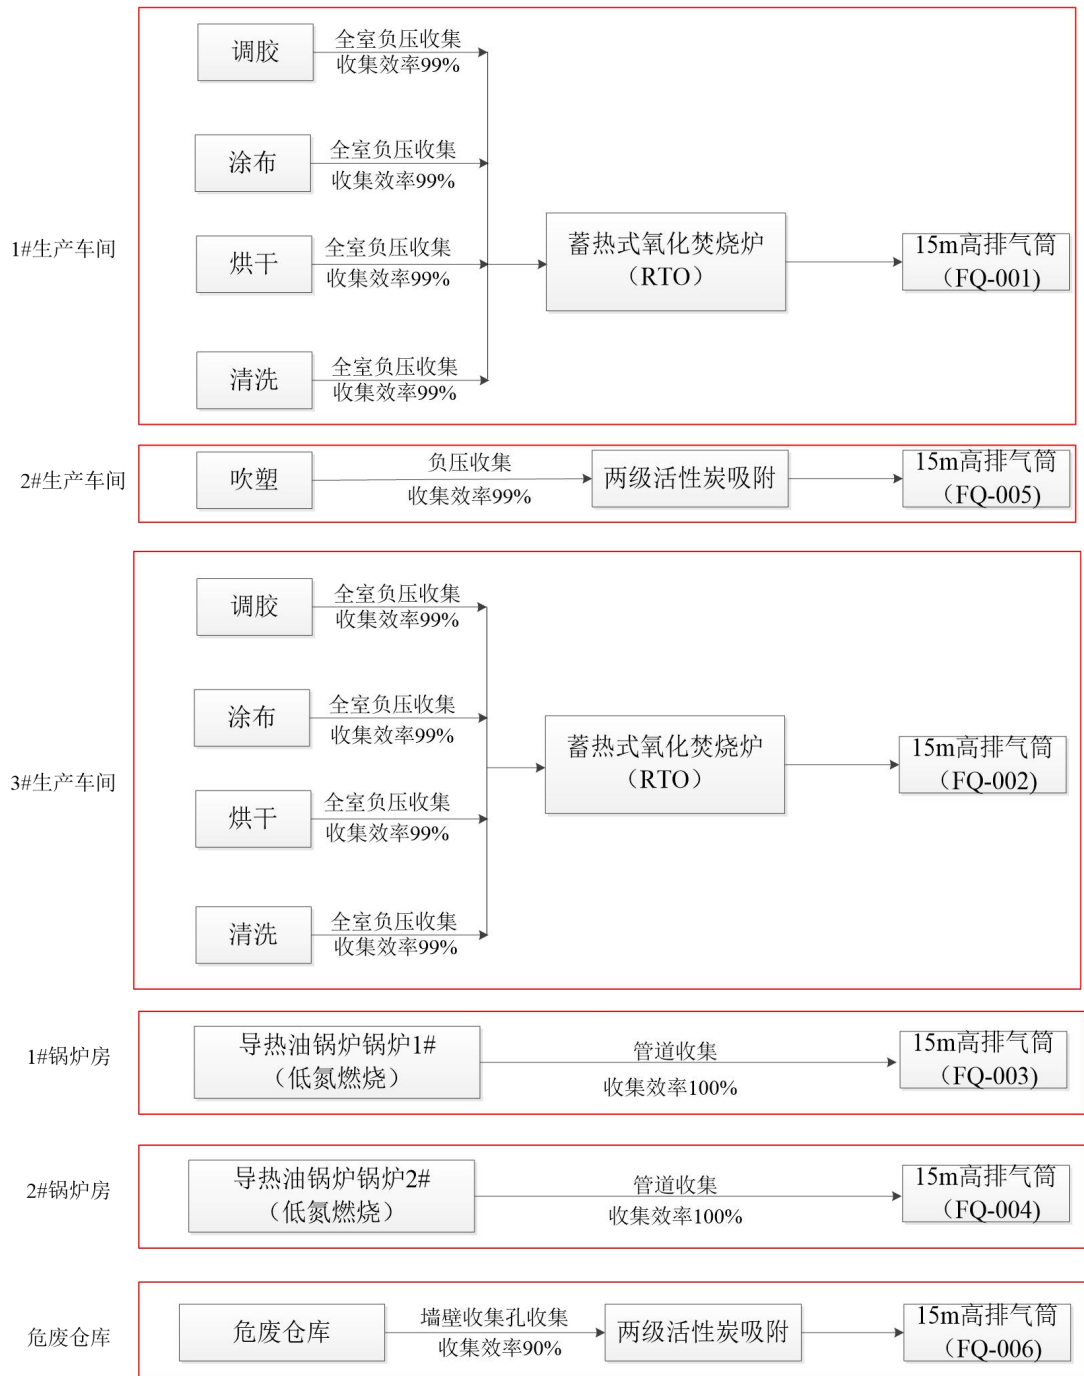 调胶
全室负压收集
收集效率99%
涂布
全室负压收集
收集效率99%
1#生产车间
烘干
全室负压收集
收集效率99%
蓄热式氧化焚烧炉
（RTO）
15m高排气筒
（FQ-001)
清洗
全室负压收集
收集效率99%
2#生产车间
吹塑
负压收集
收集效率99%
两级活性炭吸附
15m高排气筒
（FQ-005)
调胶
全室负压收集
收集效率99%
涂布
全室负压收集
收集效率99%
3#生产车间
烘干
全室负压收集
收集效率99%
蓄热式氧化焚烧炉
（RTO）
15m高排气筒
（FQ-002)
清洗
全室负压收集
收集效率99%
1#锅炉房
导热油锅炉锅炉1#
（低氮燃烧）
管道收集
收集效率100%
15m高排气筒
（FQ-003)
2#锅炉房
导热油锅炉锅炉2#
（低氮燃烧）
管道收集
收集效率100%
15m高排气筒
（FQ-004)
危废仓库
危废仓库
墙壁收集孔收集
收集效率90%
两级活性炭吸附
15m高排气筒
（FQ-006)